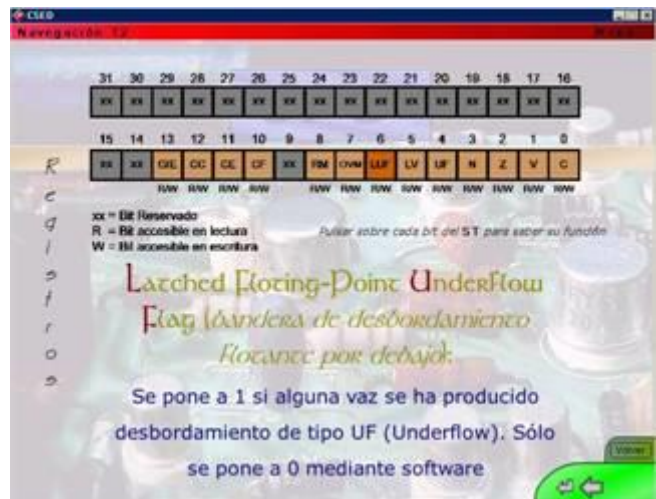 CSED
Navegación T2
31 30 29 28 27 26 25 24 23 22 21 20 19 18 17 16
xx xx xx xx xx xx xx xx xx xx xx xx xx xx xx xx
15 14 13 12 11 10 9 8 7 6 5 4 3 2 1 0
xx xx GIE CC CE CF xx RM OVM LUF LV UF N Z V C
R/W R/W R/W R/W R/W R/W R/W R/W R/W R/W R/W R/W R/W
Registros
xx = Bit Reservado
R = Bit accesible en lectura
W = Bit accesible en escritura
Pulsar sobre cada bit del ST para saber su función
Latched Floting-Point Underflow
Flag (bandera de desbordamiento
flotante por debajo):
Se pone a 1 si alguna vaz se ha producido
desbordamiento de tipo UF (Underflow). Sólo
se pone a 0 mediante software
Volver